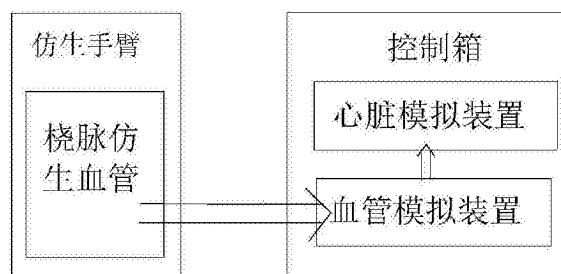 仿生手臂
桡脉仿
生血管
控制箱
心脏模拟装置
血管模拟装置